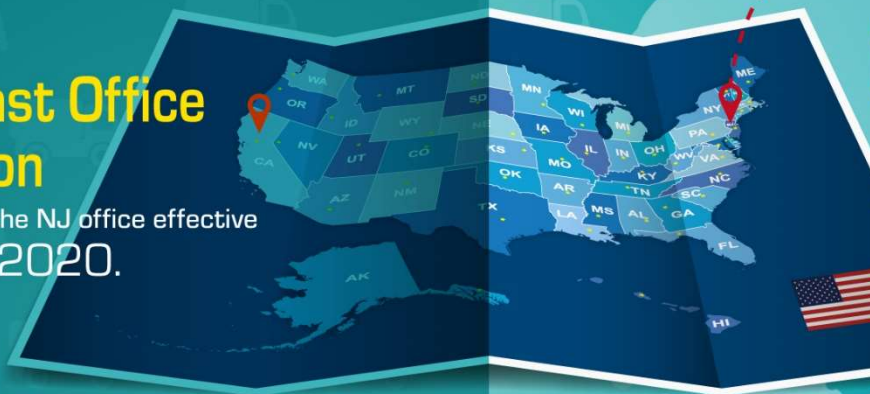 ast Office
on
he NJ office effective
2020.
WA
OR
CA
NV
ID
MT
WY
UT
CO
AZ
NM
ND
SD
NE
KS
OK
TX
MN
IA
MO
AR
LA
WI
IL
MI
IN
OH
KY
TN
MS
AL
GA
FL
SC
NC
VA
WV
PA
NY
ME
AK
HI